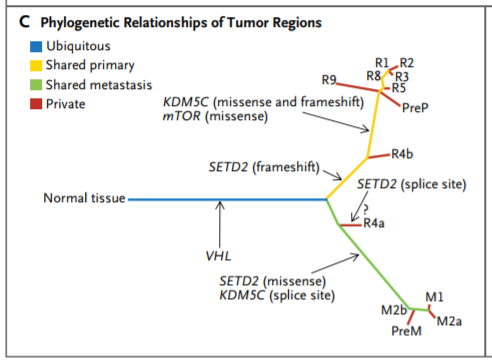 C Phylogenetic Relationships of Tumor Regions
Ubiquitous
Shared primary
Shared metastasis
Private
R1
R2
R8
R3
R9
R5
KDM5C (missense and frameshift)
mTOR (missense)
PreP
R4b
SETD2 (frameshift)
SETD2 (splice site)
Normal tissue
?
R4a
VHL
SETD2 (missense)
KDM5C (splice site)
M1
M2b
M2a
PreM